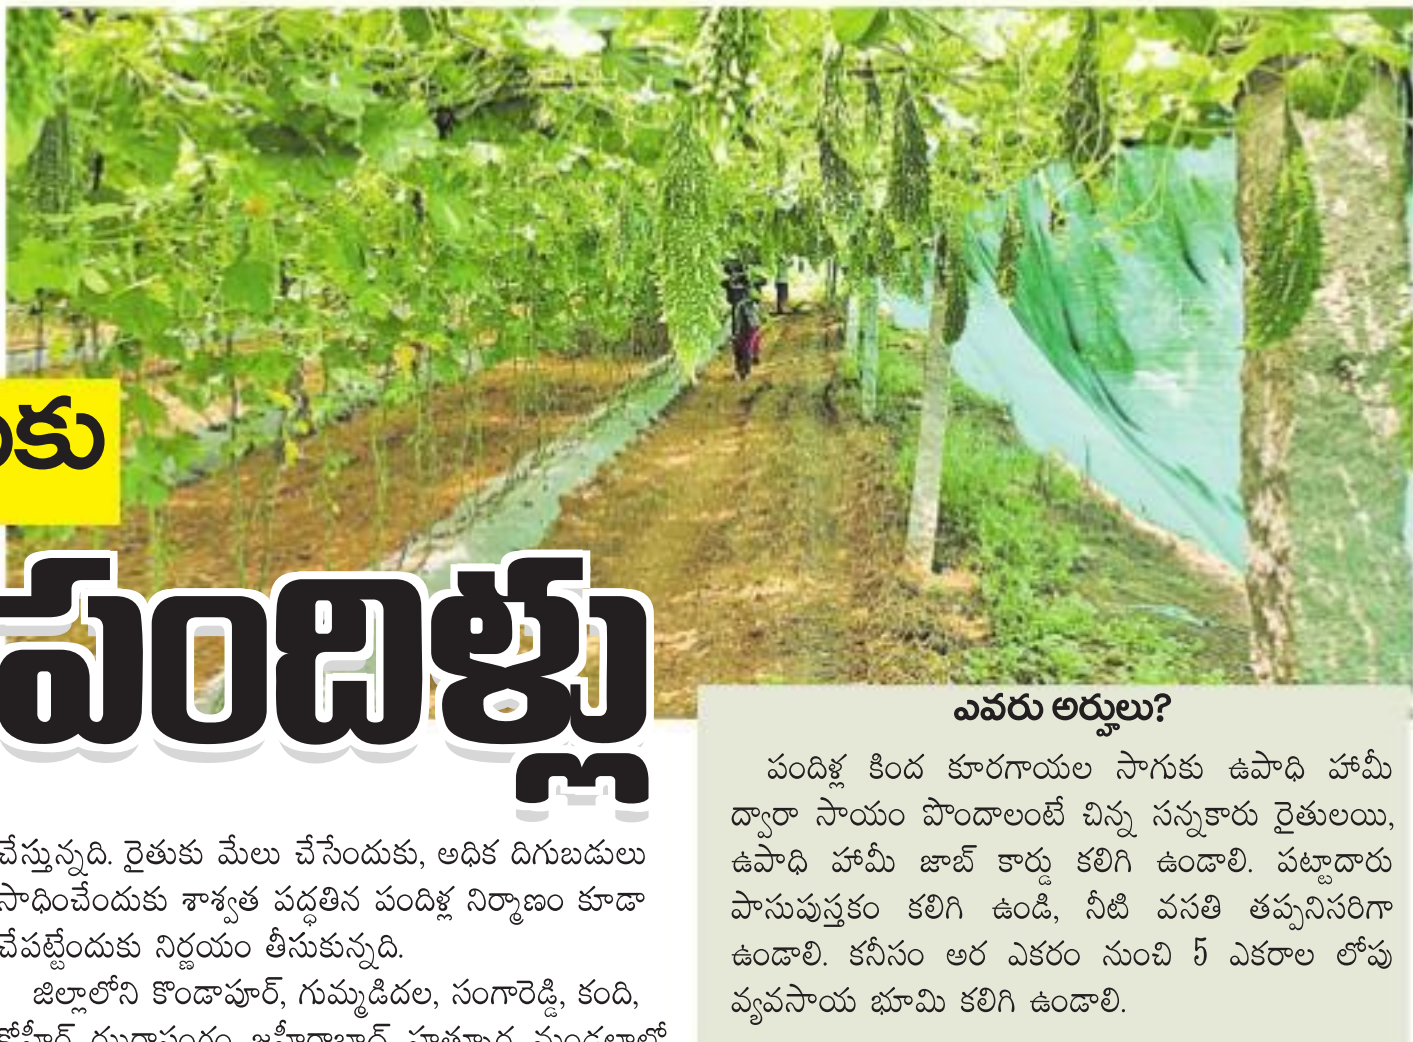 కు
పందిళ్లు
చేస్తున్నది. రైతుకు మేలు చేసేందుకు, అధిక దిగుబడులు
సాధించేందుకు శాశ్వత పద్ధతిన పందిళ్ల నిర్మాణం కూడా
చేపట్టేందుకు నిర్ణయం తీసుకున్నది.
జిల్లాలోని కొండాపూర్, గుమ్మడిదల, సంగారెడ్డి, కంది,
ఎవరు అర్హులు?
పందిళ్ల కింద కూరగాయల సాగుకు ఉపాధి హామీ
ద్వారా సాయం పొందాలంటే చిన్న సన్నకారు రైతులయి,
ఉపాధి హామీ జాబ్ కార్డు కలిగి ఉండాలి. పట్టాదారు
పాసుపుస్తకం కలిగి ఉండి, నీటి వసతి తప్పనిసరిగా
ఉండాలి. కనీసం అర ఎకరం నుంచి 5 ఎకరాల లోపు
వ్యవసాయ భూమి కలిగి ఉండాలి.